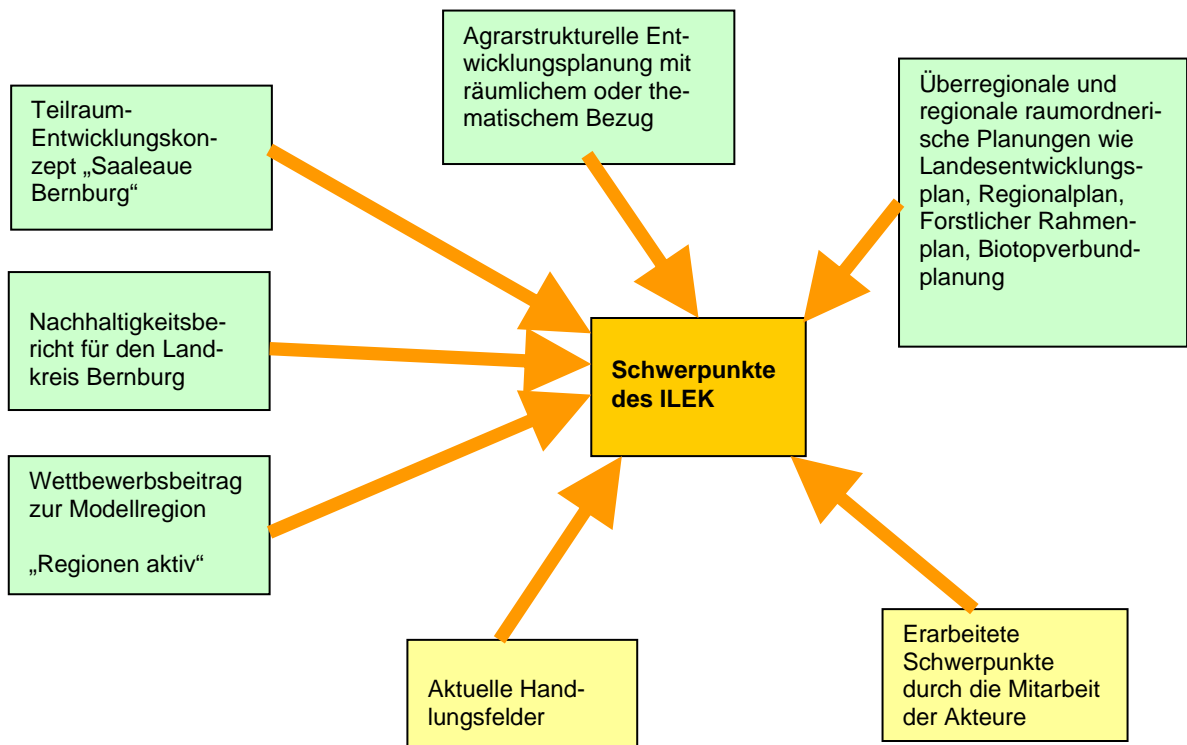 Agrarstrukturelle Ent-
wicklungsplanung mit
räumlichem oder the-
matischem Bezug
Teilraum-
Entwicklungskon-
zept „Saaleaue
Bernburg“
Überregionale und
regionale raumordneri-
sche Planungen wie
Landesentwicklungs-
plan, Regionalplan,
Forstlicher Rahmen-
plan, Biotopverbund-
planung
Nachhaltigkeitsbe-
richt für den Land-
kreis Bernburg
Schwerpunkte
des ILEK
Wettbewerbsbeitrag
zur Modellregion
„Regionen aktiv“
Aktuelle Hand-
lungsfelder
Erarbeitete
Schwerpunkte
durch die Mitarbeit
der Akteure